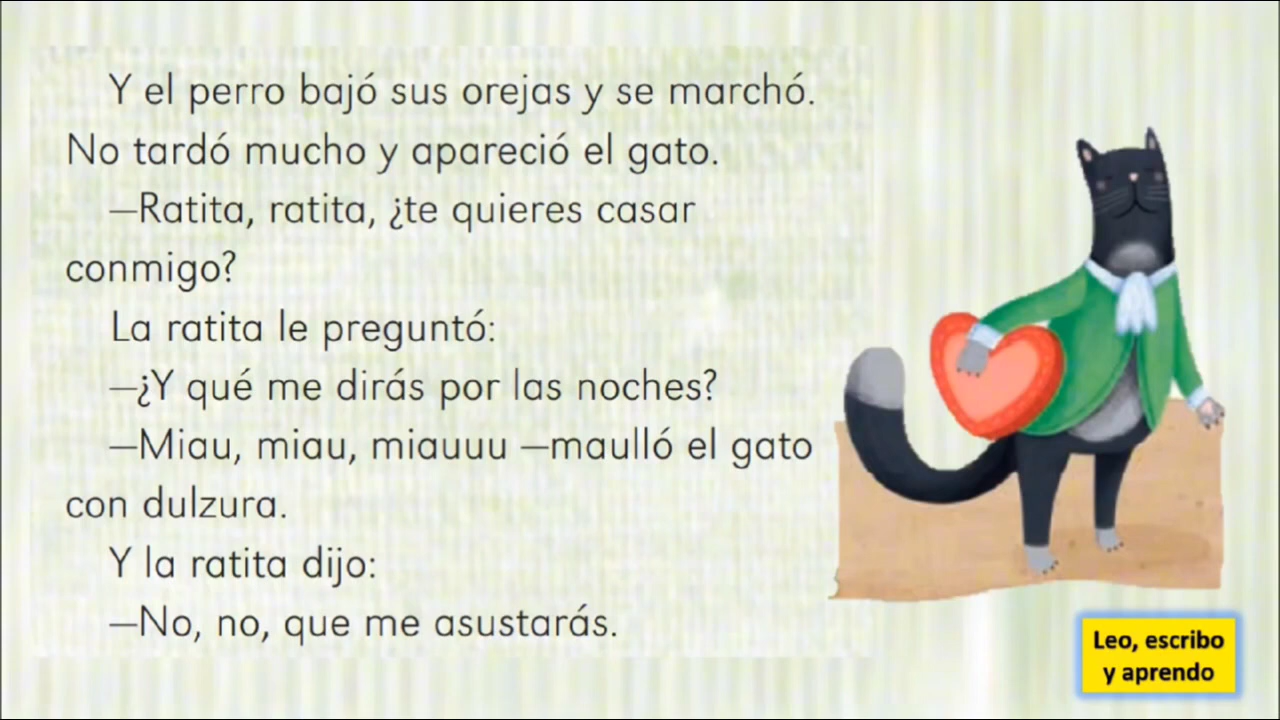 Y el perro bajó sus orejas y se marchó.
No tardó mucho y apareció el gato.
—Ratita, ratita, ¿te quieres casar
conmigo?
La ratita le preguntó:
—¿Y qué me dirás por las noches?
—Miau, miau, miauuu —maulló el gato
con dulzura.
Y la ratita dijo:
—No, no, que me asustarás.
Leo, escribo
y aprendo